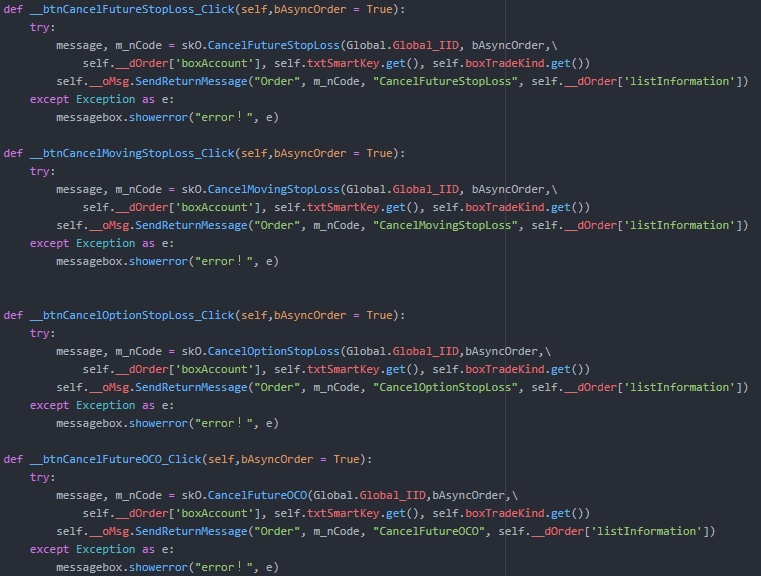 def __btnCancelFutureStopLoss_Click(self,bAsyncOrder = True):
    try:
        message, m_nCode = skO.CancelFutureStopLoss(Global.Global_IID, bAsyncOrder,\
            self.__dOrder['boxAccount'], self.txtSmartKey.get(), self.boxTradeKind.get())
        self.__oMsg.SendReturnMessage("Order", m_nCode, "CancelFutureStopLoss", self.__dOrder['listInformation'])
    except Exception as e:
        messagebox.showerror("error！", e)

def __btnCancelMovingStopLoss_Click(self,bAsyncOrder = True):
    try:
        message, m_nCode = skO.CancelMovingStopLoss(Global.Global_IID, bAsyncOrder,\
            self.__dOrder['boxAccount'], self.txtSmartKey.get(), self.boxTradeKind.get())
        self.__oMsg.SendReturnMessage("Order", m_nCode, "CancelMovingStopLoss", self.__dOrder['listInformation'])
    except Exception as e:
        messagebox.showerror("error！", e)


def __btnCancelOptionStopLoss_Click(self,bAsyncOrder = True):
    try:
        message, m_nCode = skO.CancelOptionStopLoss(Global.Global_IID,bAsyncOrder,\
            self.__dOrder['boxAccount'], self.txtSmartKey.get(), self.boxTradeKind.get())
        self.__oMsg.SendReturnMessage("Order", m_nCode, "CancelOptionStopLoss", self.__dOrder['listInformation'])
    except Exception as e:
        messagebox.showerror("error！", e)

def __btnCancelFutureOCO_Click(self,bAsyncOrder = True):
    try:
        message, m_nCode = skO.CancelFutureOCO(Global.Global_IID,bAsyncOrder,\
            self.__dOrder['boxAccount'], self.txtSmartKey.get(), self.boxTradeKind.get())
        self.__oMsg.SendReturnMessage("Order", m_nCode, "CancelFutureOCO", self.__dOrder['listInformation'])
    except Exception as e:
        messagebox.showerror("error！", e)